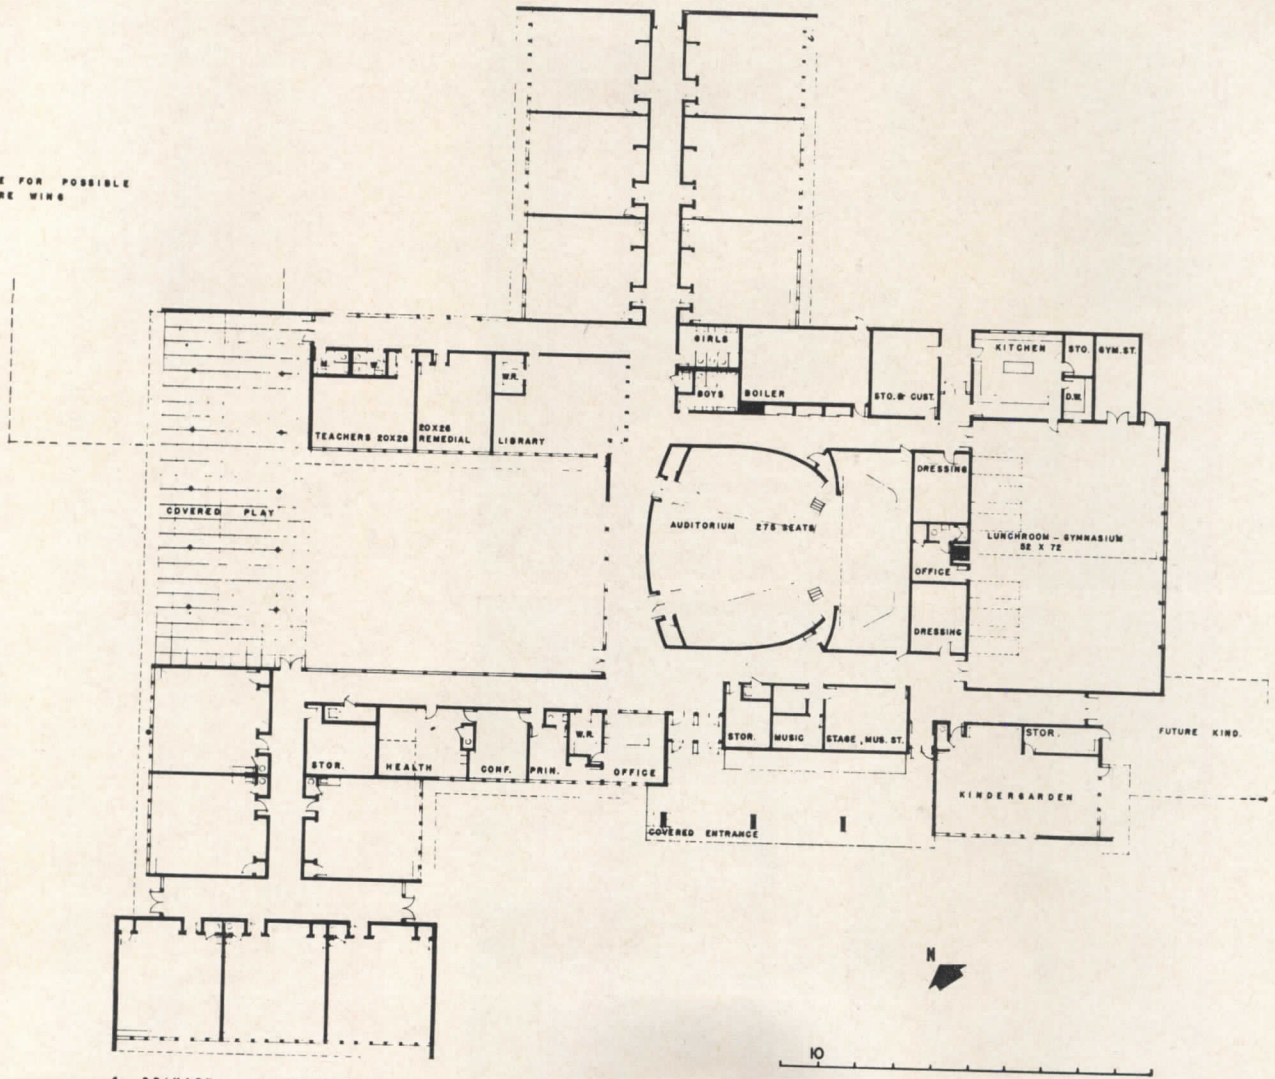 E FOR POSSIBLE
RE WING
GIRLS
BOYS
BOILER
STO. & CUST.
KITCHEN
STO.
GYM. ST.
D.W.
M.
W.
W.R.
TEACHERS 20X26
20X26
REMEDIAL
LIBRARY
COVERED PLAY
AUDITORIUM 275 SEATS
DRESSING
OFFICE
DRESSING
LUNCHROOM - GYMNASIUM
52 X 72
STOR.
HEALTH
CONF.
PRIN.
W.R.
OFFICE
STOR.
MUSIC
STAGE, MUS. ST.
STOR.
KINDERGARDEN
FUTURE KIND.
COVERED ENTRANCE
N
10